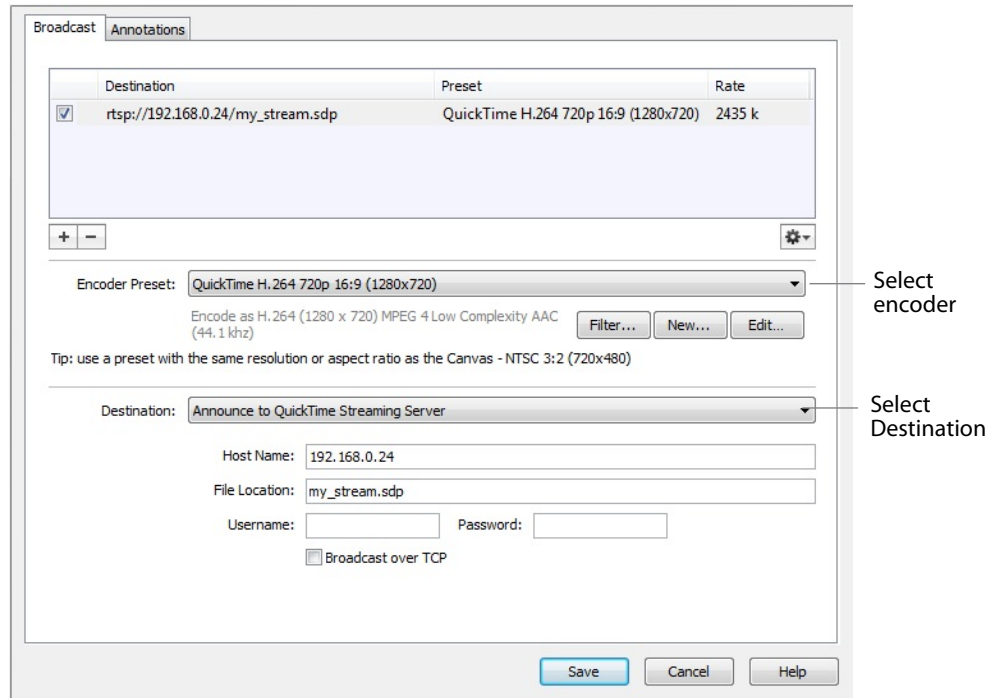 Broadcast Annotations
Destination Preset Rate
rtsp://192.168.0.24/my_stream.sdp QuickTime H.264 720p 16:9 (1280x720) 2435 k
+ -
Encoder Preset: QuickTime H.264 720p 16:9 (1280x720)
Select
encoder
Encode as H.264 (1280 x 720) MPEG 4 Low Complexity AAC
(44.1 khz)
Filter... New... Edit...
Tip: use a preset with the same resolution or aspect ratio as the Canvas - NTSC 3:2 (720x480)
Destination: Announce to QuickTime Streaming Server
Select
Destination
Host Name: 192.168.0.24
File Location: my_stream.sdp
Username: Password:
Broadcast over TCP
Save Cancel Help